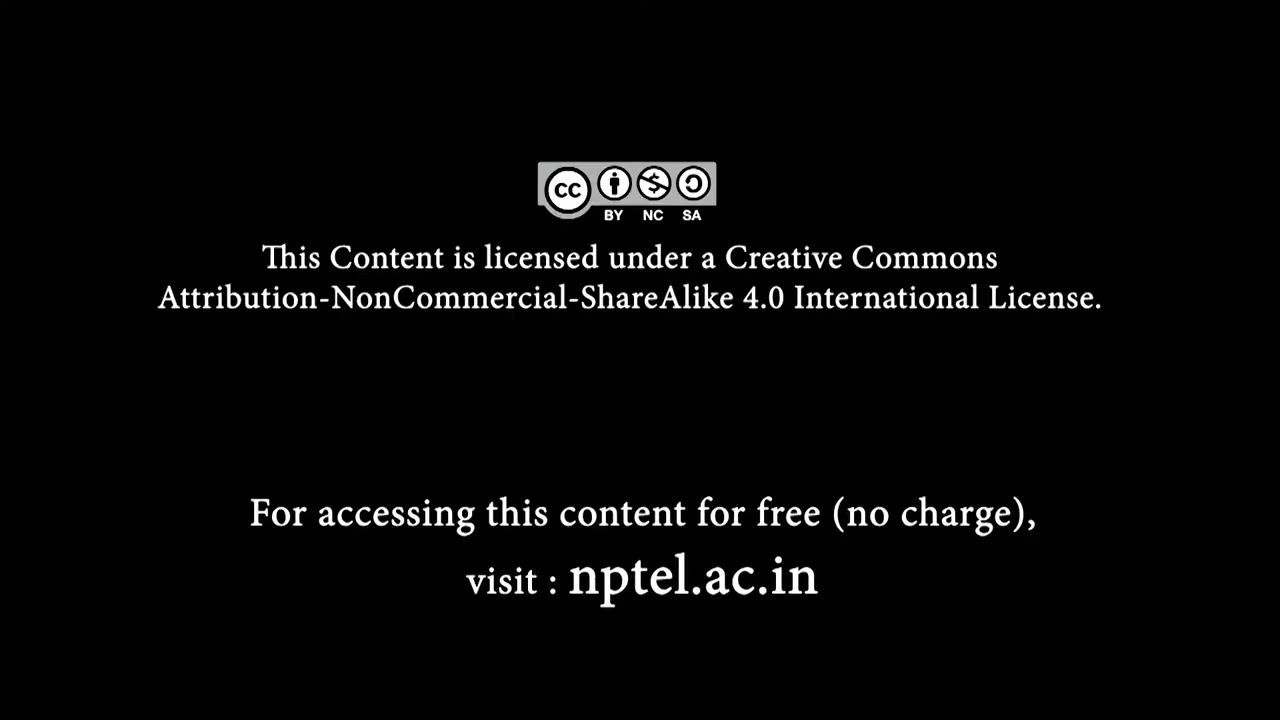 cc
BY NC SA
This Content is licensed under a Creative Commons
Attribution-NonCommercial-ShareAlike 4.0 International License.
For accessing this content for free (no charge),
visit : nptel.ac.in